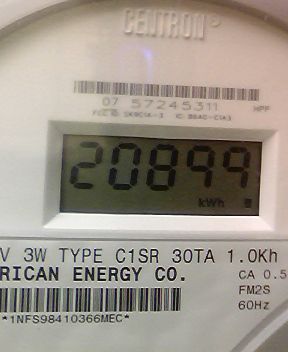 CENTRON
07 57245311 HPF
20899
kWh
V 3W TYPE C1SR 30TA 1.0Kh
RICAN ENERGY CO.
CA 0.5
FM2S
60Hz
*1NFS98410366MEC*